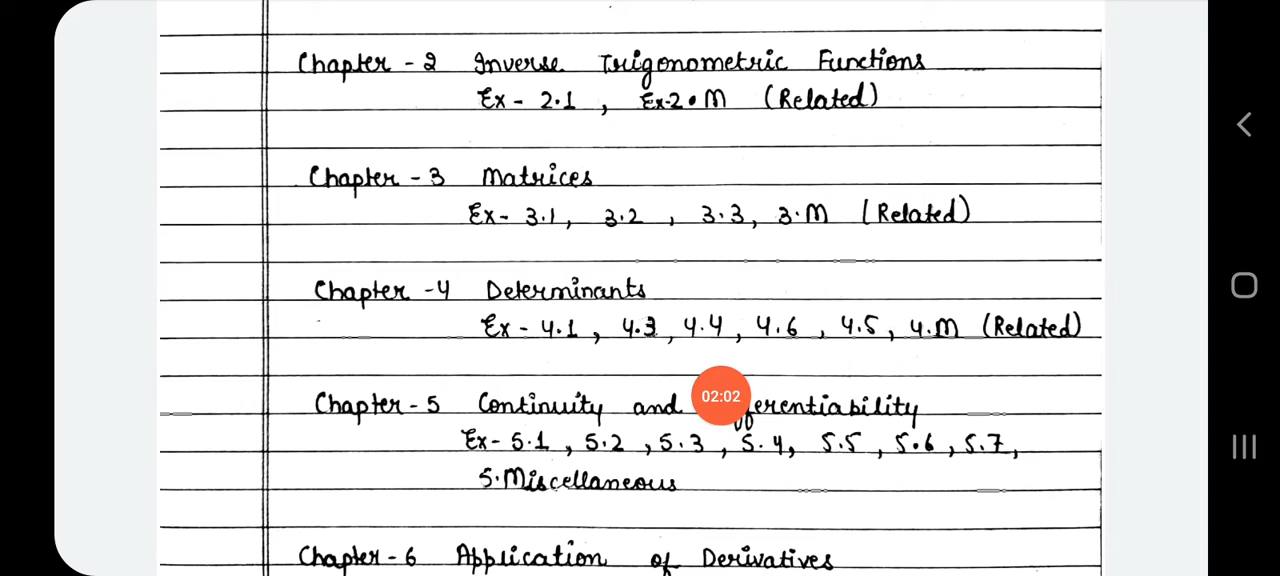 Chapter - 2 Inverse Trigonometric Functions
Ex - 2.1 , Ex-2.M (Related)
Chapter - 3 Matrices
Ex - 3.1, 3.2 , 3.3, 3.M (Related)
Chapter - 4 Determinants
Ex - 4.1 , 4.3, 4.4, 4.6 , 4.5, 4.M (Related)
Chapter - 5 Continuity and
02:02
Ex - 5.1 , 5.2 , 5.3 , 5.4, 5.5 , 5.6 , 5.7,
5.Miscellaneous
Chapter - 6 Application of Derivatives